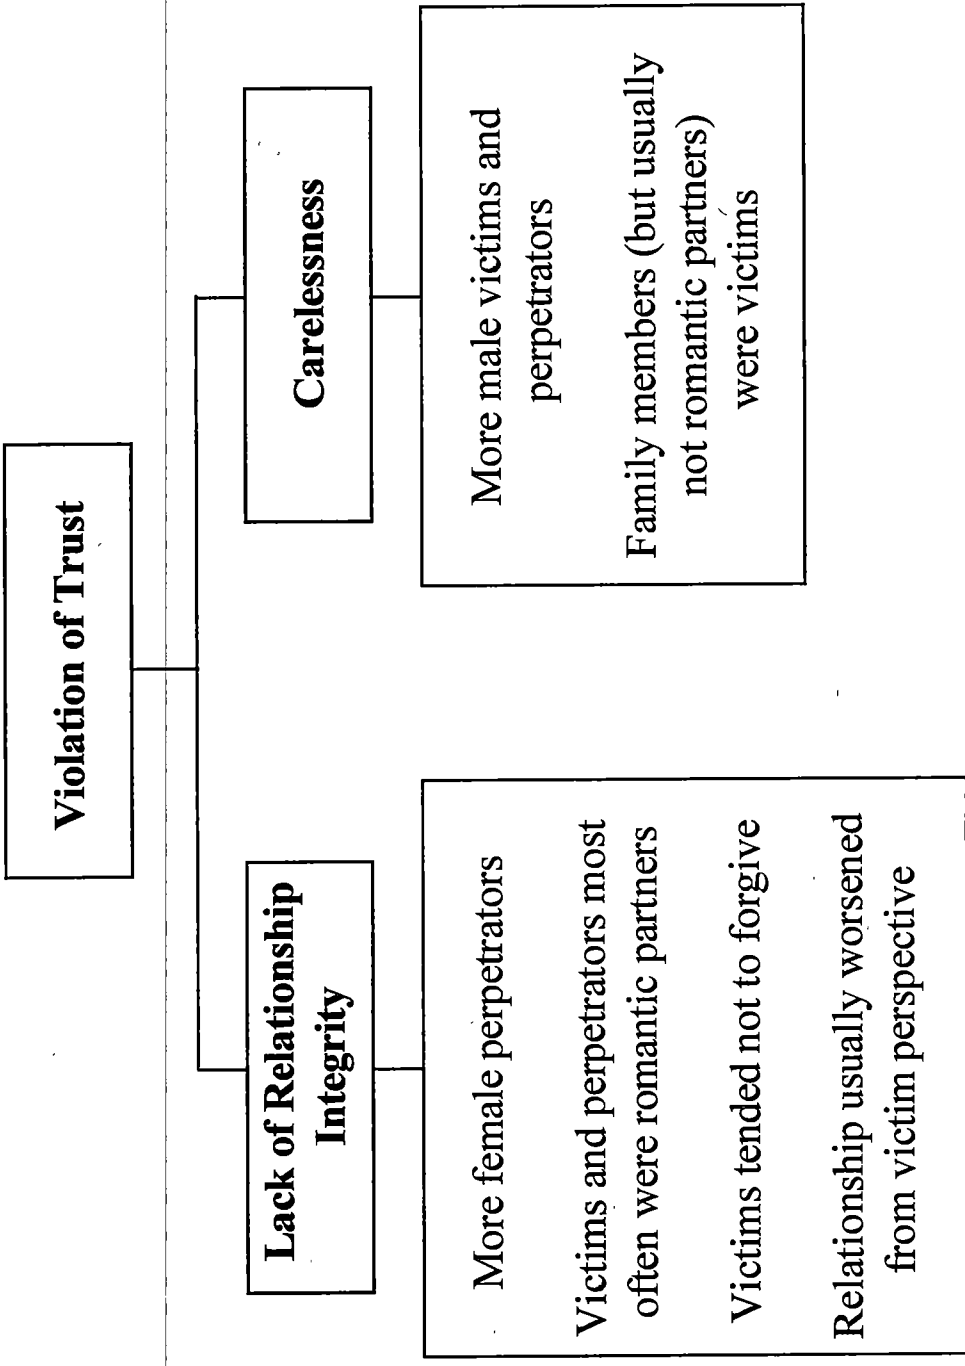 Violation of Trust
Lack of Relationship
Integrity
More female perpetrators
Victims and perpetrators most
often were romantic partners
Victims tended not to forgive
Relationship usually worsened
from victim perspective
Carelessness
More male victims and
perpetrators
Family members (but usually
not romantic partners)
were victims